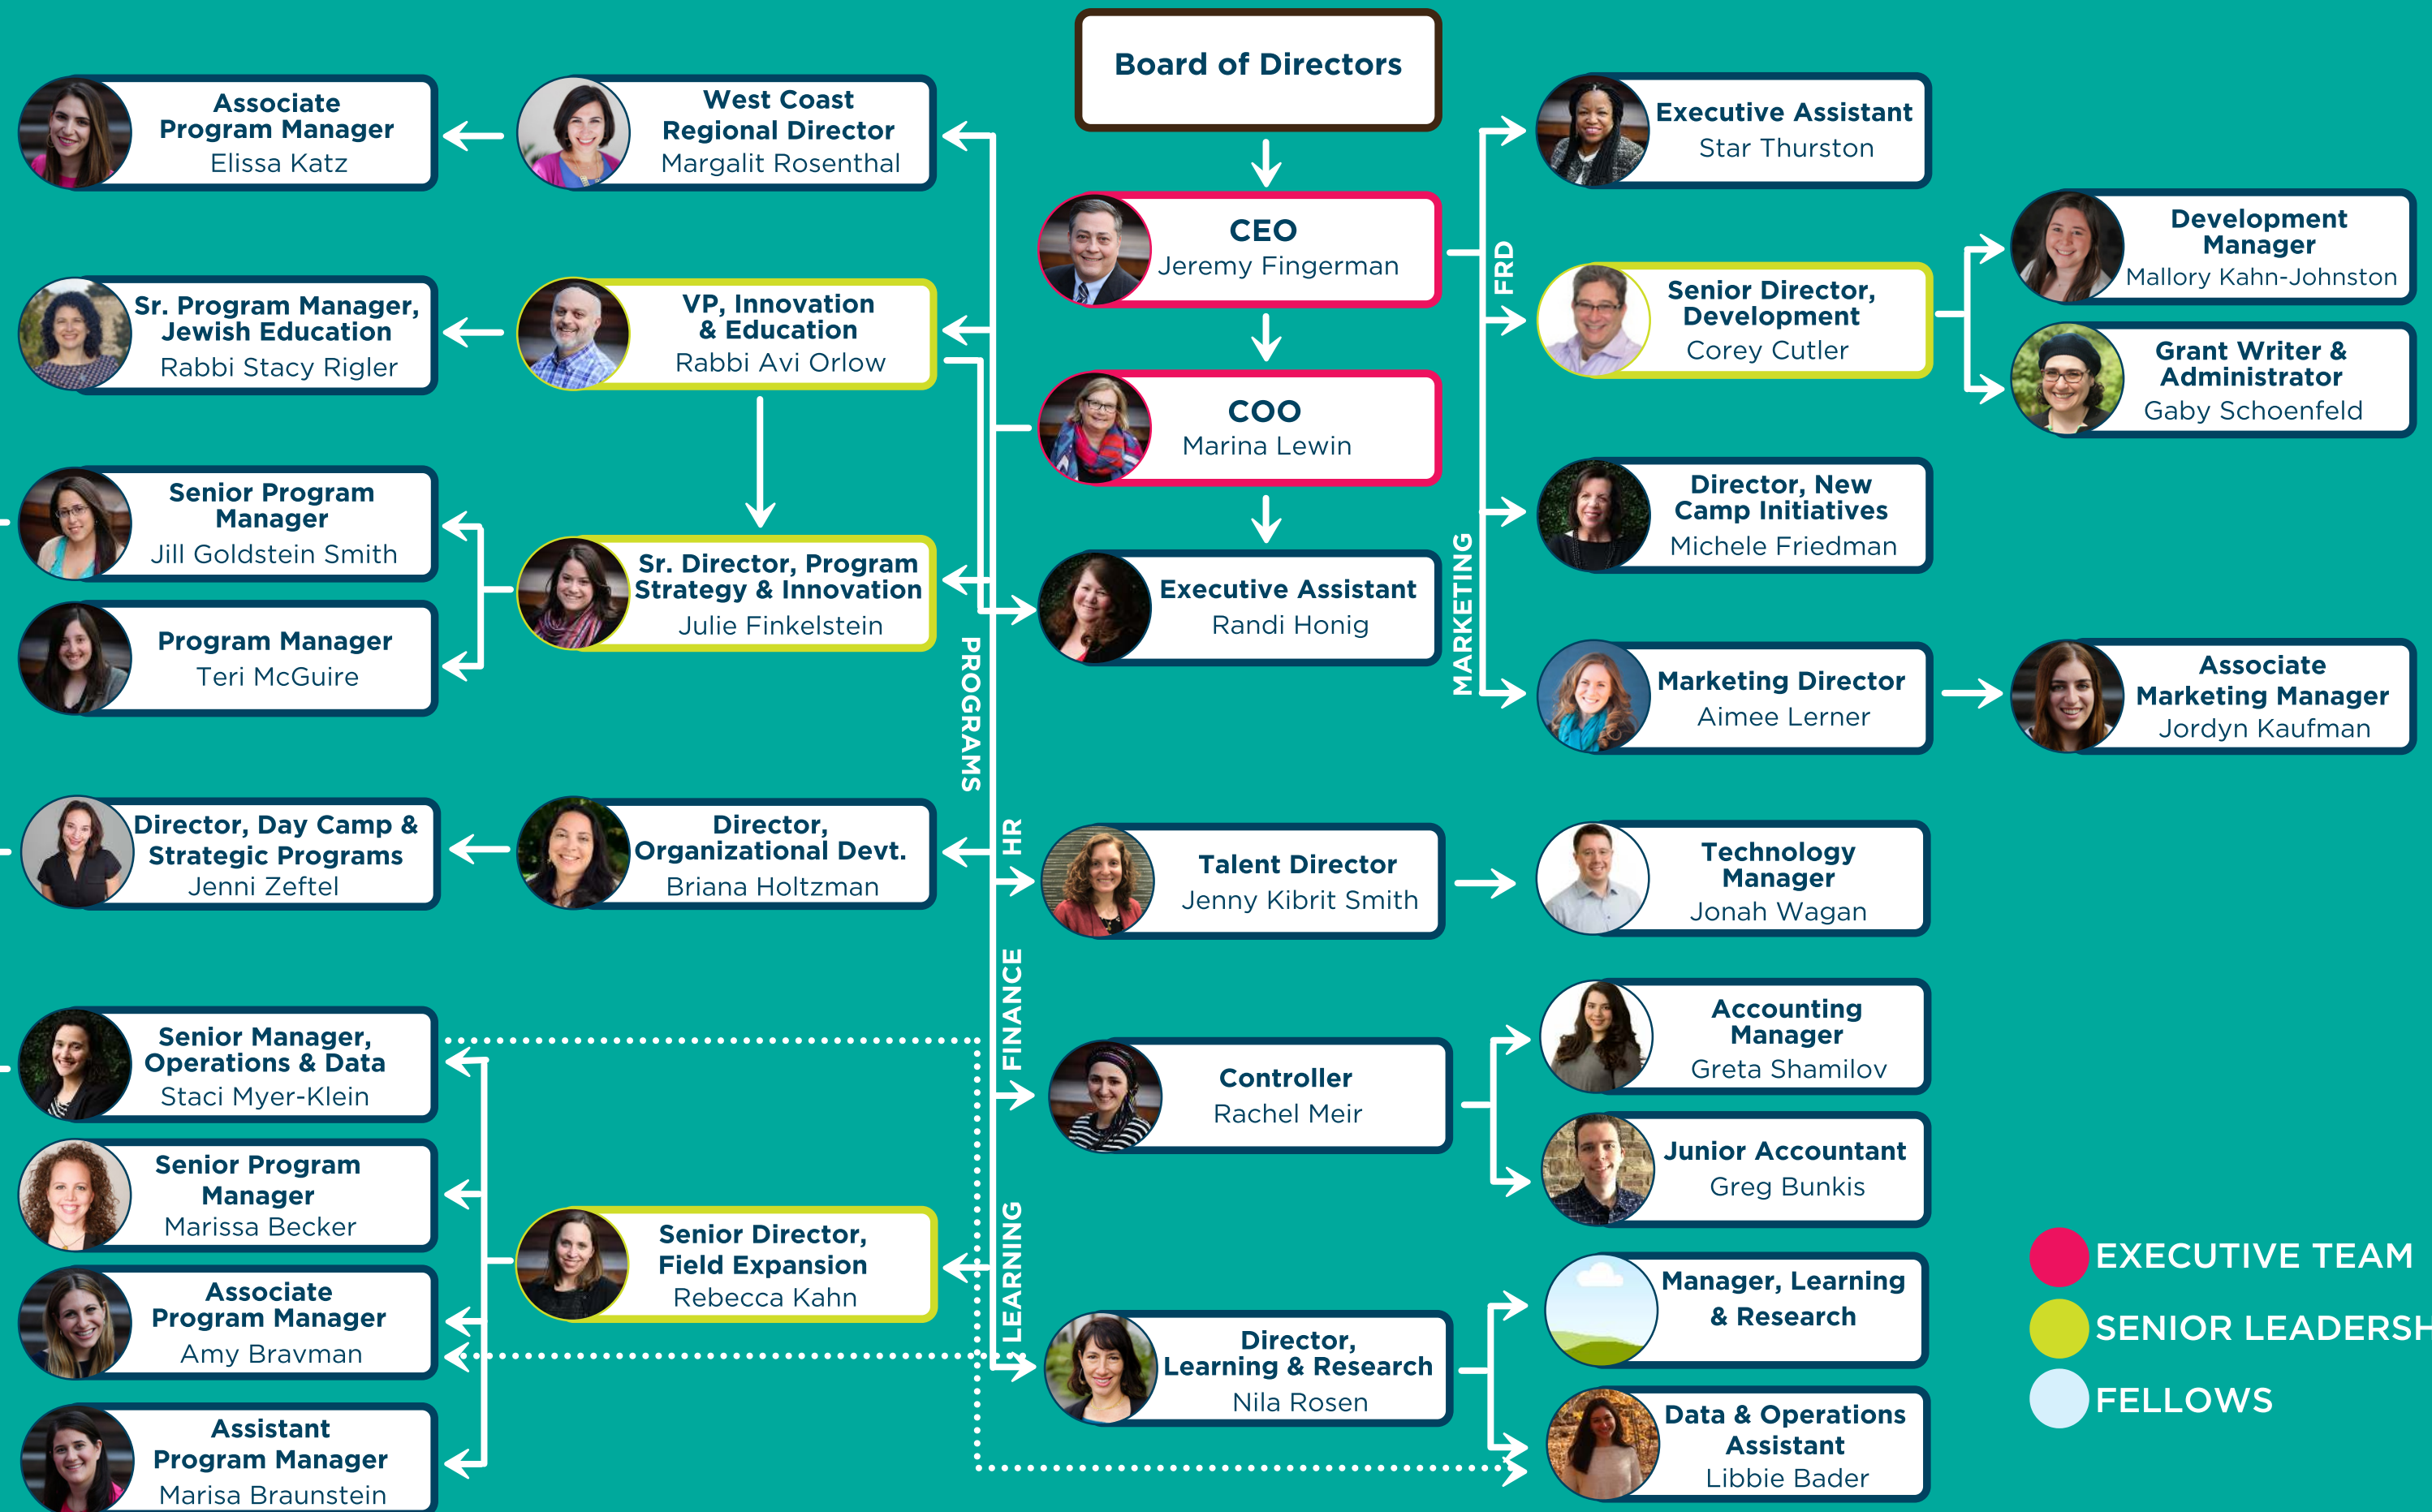 Board of Directors
CEO
Jeremy Fingerman
COO
Marina Lewin
Executive Assistant
Randi Honig
Associate
Program Manager
Elissa Katz
West Coast
Regional Director
Margalit Rosenthal
Sr. Program Manager,
Jewish Education
Rabbi Stacy Rigler
VP, Innovation
& Education
Rabbi Avi Orlow
Senior Program
Manager
Jill Goldstein Smith
Program Manager
Teri McGuire
Sr. Director, Program
Strategy & Innovation
Julie Finkelstein
PROGRAMS
Director, Day Camp &
Strategic Programs
Jenni Zeftel
Director,
Organizational Devt.
Briana Holtzman
Senior Manager,
Operations & Data
Staci Myer-Klein
Senior Program
Manager
Marissa Becker
Associate
Program Manager
Amy Bravman
Assistant
Program Manager
Marisa Braunstein
Senior Director,
Field Expansion
Rebecca Kahn
FRD
MARKETING
Executive Assistant
Star Thurston
Senior Director,
Development
Corey Cutler
Development
Manager
Mallory Kahn-Johnston
Grant Writer &
Administrator
Gaby Schoenfeld
Director, New
Camp Initiatives
Michele Friedman
Marketing Director
Aimee Lerner
Associate
Marketing Manager
Jordyn Kaufman
HR
Talent Director
Jenny Kibrit Smith
Technology
Manager
Jonah Wagan
FINANCE
Controller
Rachel Meir
Accounting
Manager
Greta Shamilov
Junior Accountant
Greg Bunkis
LEARNING
Director,
Learning & Research
Nila Rosen
Manager, Learning
& Research
Data & Operations
Assistant
Libbie Bader
EXECUTIVE TEAM
SENIOR LEADERSH
FELLOWS